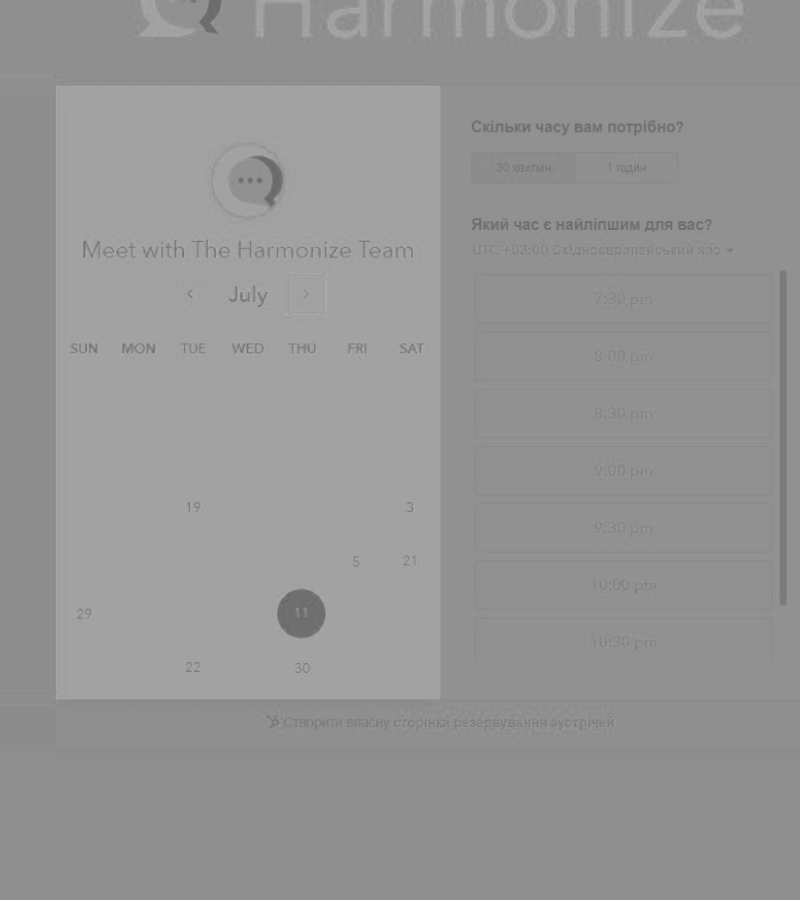 Harmonize
Meet with The Harmonize Team
July
SUN MON TUE WED THU FRI SAT
19 3
5 21
29 11
22 30
Скільки часу вам потрібно?
30 хвилин 1 годин
Який час є найліпшим для вас?
UTC +03:00 Східноєвропейський час
7:30 pm
8:00 pm
8:30 pm
9:00 pm
9:30 pm
10:00 pm
10:30 pm
Створити власну сторінка резервування зустрічей